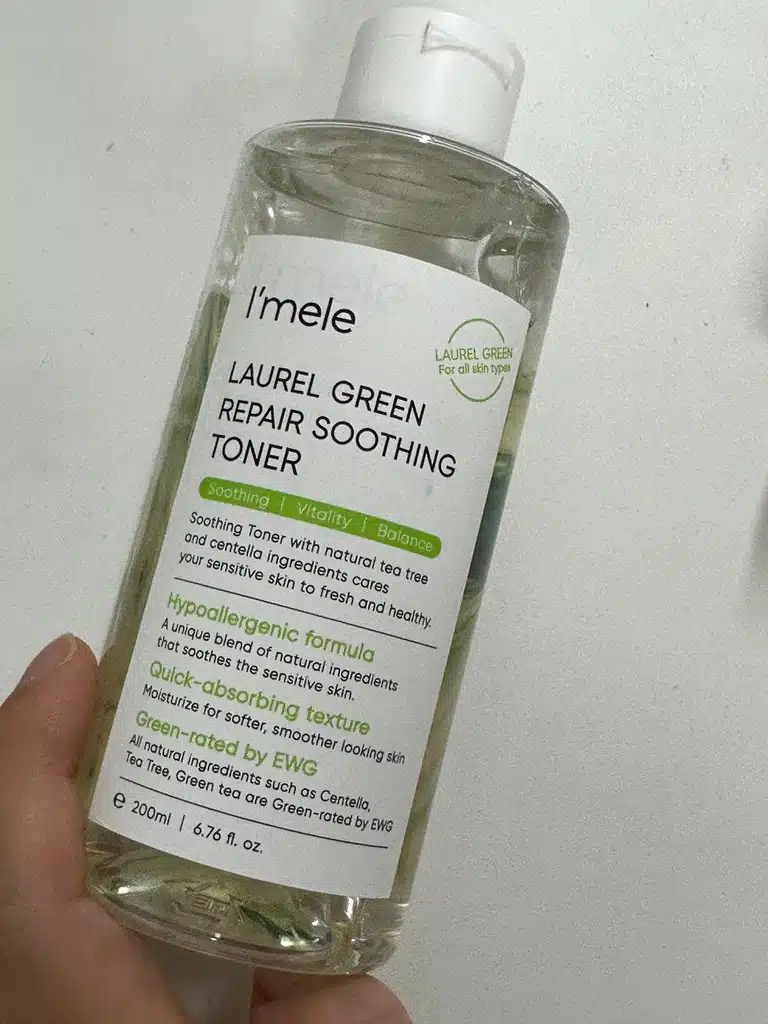 I'mele
LAUREL GREEN
For all skin types
LAUREL GREEN
REPAIR SOOTHING
TONER
Soothing | Vitality | Balance
Soothing Toner with natural tea tree
and centella ingredients cares
your sensitive skin to fresh and healthy.
Hypoallergenic formula
A unique blend of natural ingredients
that soothes the sensitive skin.
Quick-absorbing texture
Moisturize for softer, smoother looking skin
Green-rated by EWG
All natural ingredients such as Centella,
Tea Tree, Green tea are Green-rated by EWG
℮ 200ml | 6.76 fl. oz.